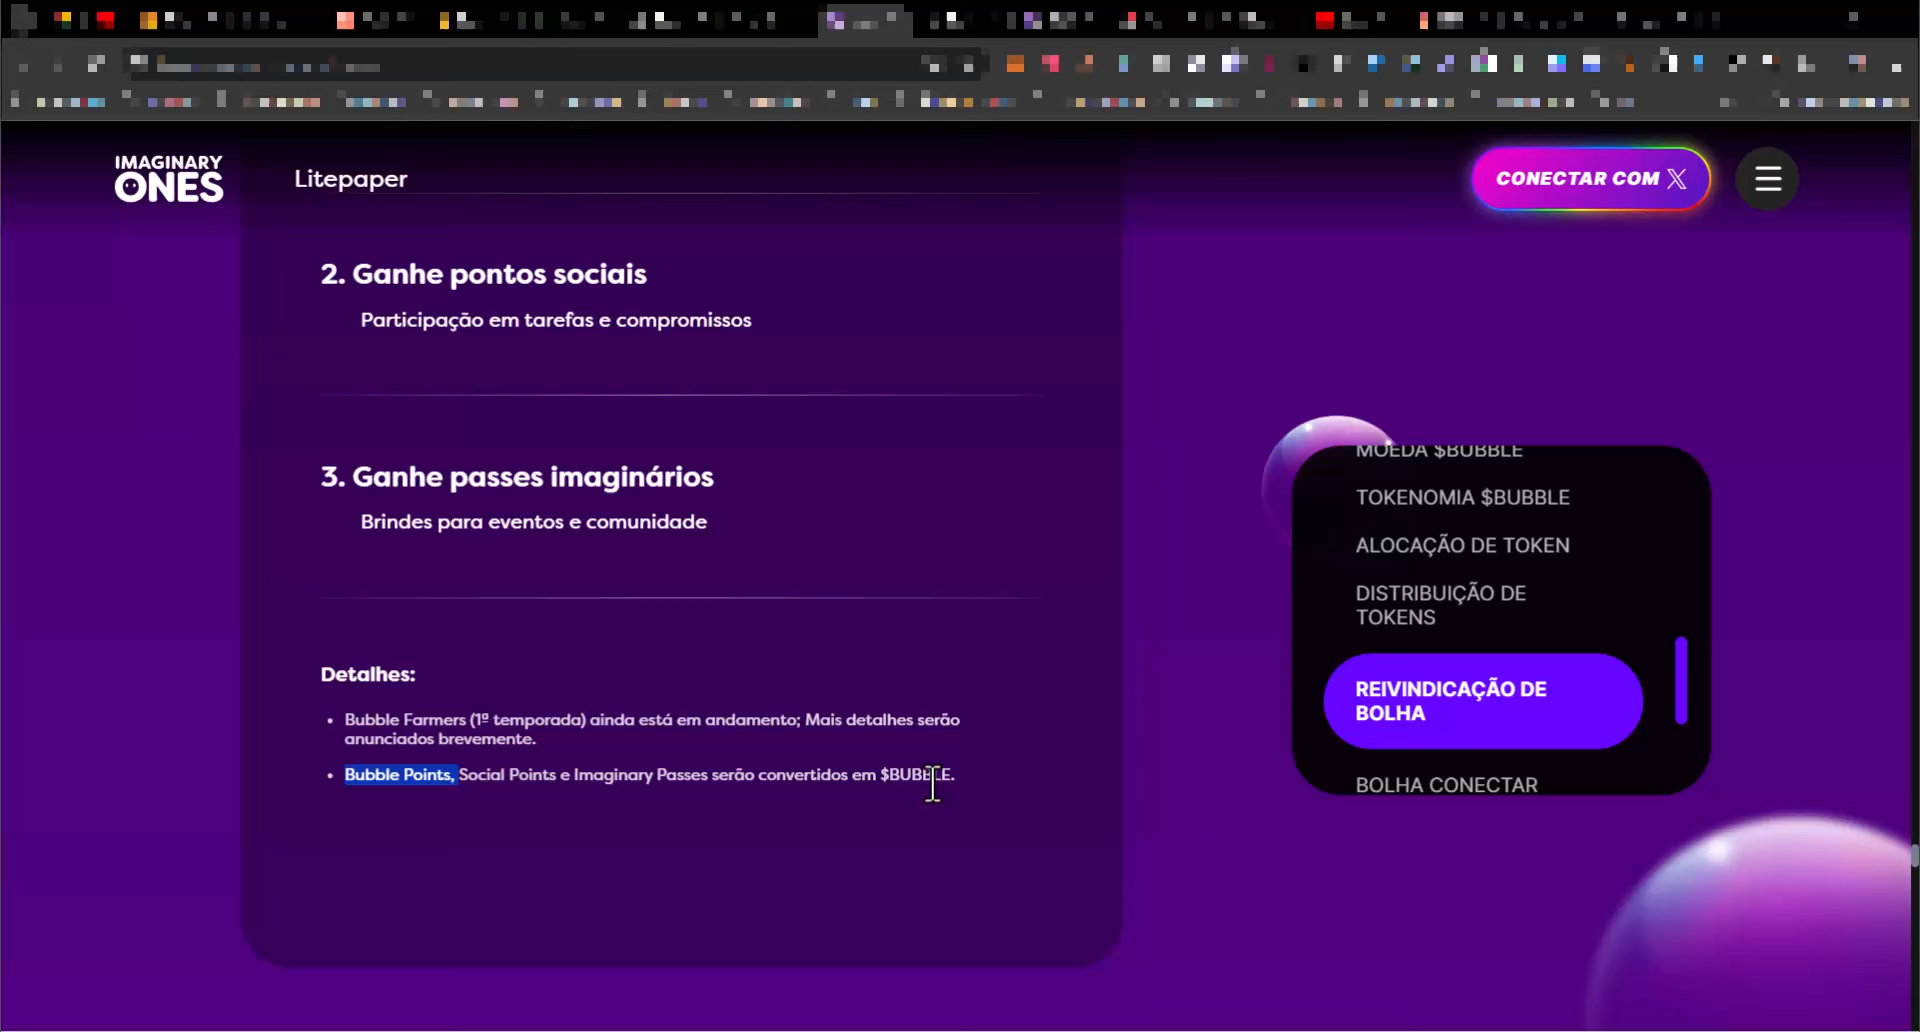 IMAGINARY
ONES
Litepaper
CONECTAR COM X
2. Ganhe pontos sociais
Participação em tarefas e compromissos
3. Ganhe passes imaginários
Brindes para eventos e comunidade
Detalhes:
• Bubble Farmers (1ª temporada) ainda está em andamento; Mais detalhes serão
anunciados brevemente.
• Bubble Points, Social Points e Imaginary Passes serão convertidos em $BUBBLE.
MOEDA $BUBBLE
TOKENOMIA $BUBBLE
ALOCAÇÃO DE TOKEN
DISTRIBUIÇÃO DE
TOKENS
REIVINDICAÇÃO DE
BOLHA
BOLHA CONECTAR